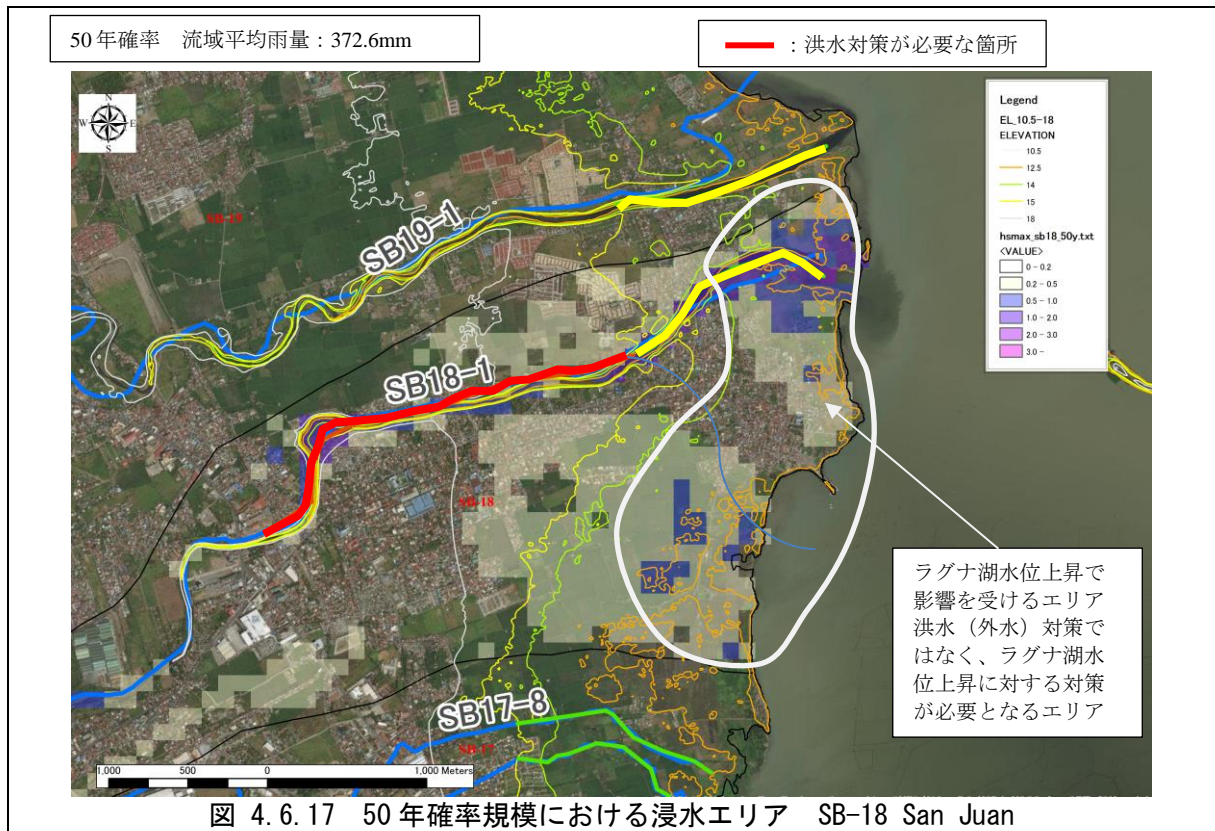 50 年確率 流域平均雨量：372.6mm
：洪水対策が必要な箇所
N
W E
S
Legend
EL_10.5-18
ELEVATION
10.5
12.5
14
15
18
hsmax_sb18_50y.txt
<VALUE>
0 - 0.2
0.2 - 0.5
0.5 - 1.0
1.0 - 2.0
2.0 - 3.0
3.0 -
SB-19
SB19-1
SB18-1
SB-18
SB17-8
SB-17
ラグナ湖水位上昇で
影響を受けるエリア
洪水（外水）対策で
はなく、ラグナ湖水
位上昇に対する対策
が必要となるエリア
1,000 500 0 1,000 Meters
図 4.6.17 50 年確率規模における浸水エリア SB-18 San Juan